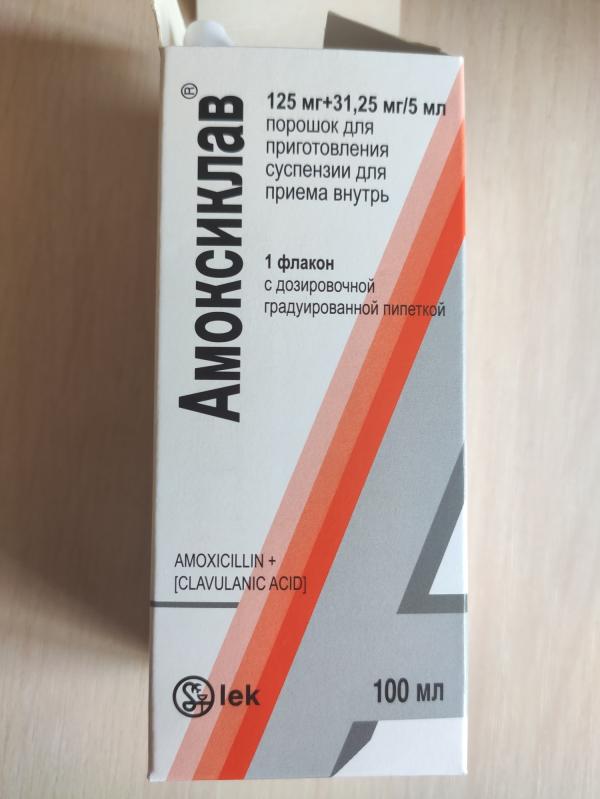 Амоксиклав®
125 мг+31,25 мг/5 мл
порошок для
приготовления
суспензии для
приема внутрь
1 флакон
с дозировочной
градуированной пипеткой
AMOXICILLIN +
[CLAVULANIC ACID]
lek
100 мл